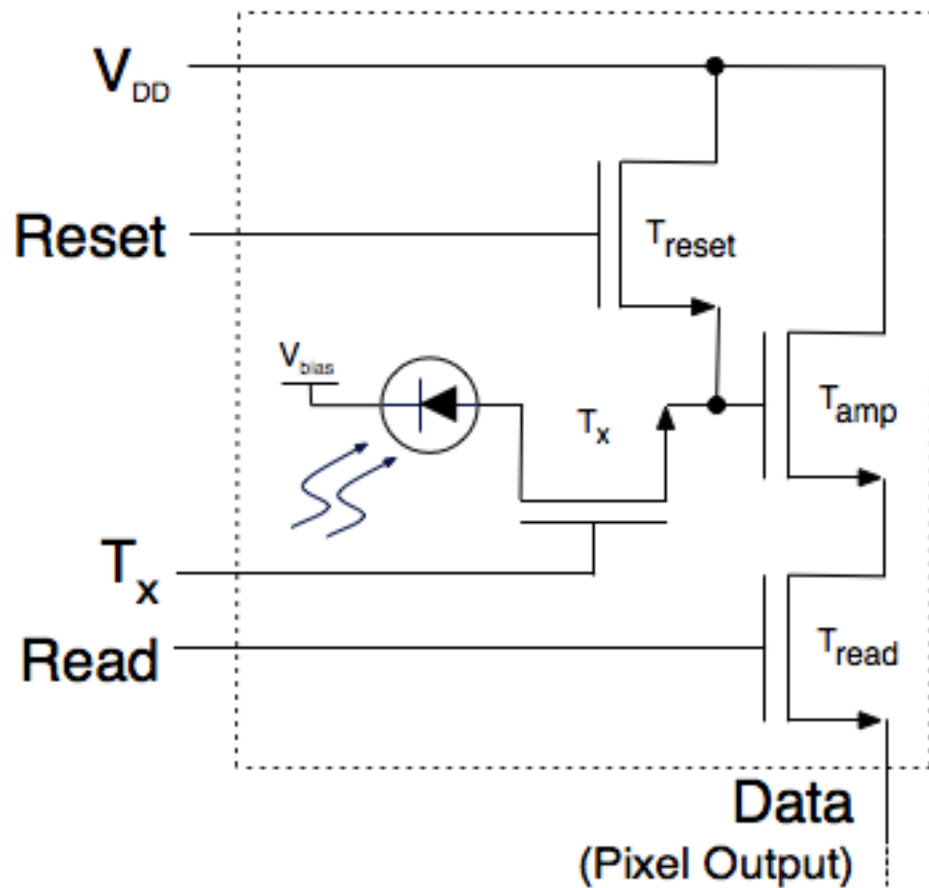 VDD
Reset
Treset
Vbias
Tamp
Tx
Tx
Read
Tread
Data
(Pixel Output)